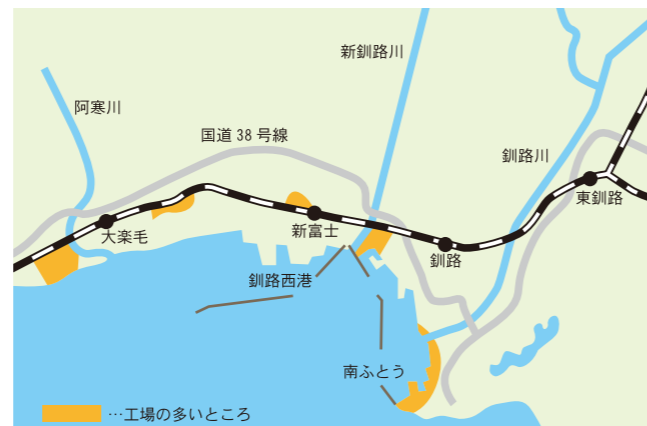 新釧路川
阿寒川
国道 38 号線
釧路川
東釧路
大楽毛
新富士
釧路
釧路西港
南ふとう
…工場の多いところ